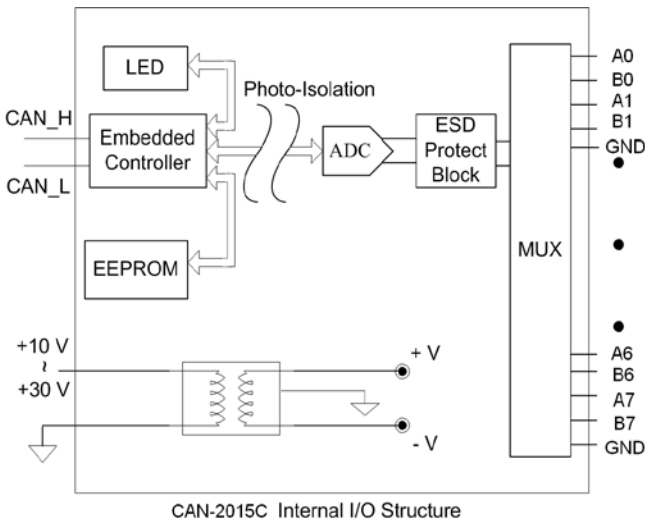 LED
Photo-Isolation
CAN_H
CAN_L
Embedded
Controller
ADC
ESD
Protect
Block
EEPROM
MUX
A0
B0
A1
B1
GND
A6
B6
A7
B7
GND
+10 V
~
+30 V
+ V
- V
CAN-2015C Internal I/O Structure